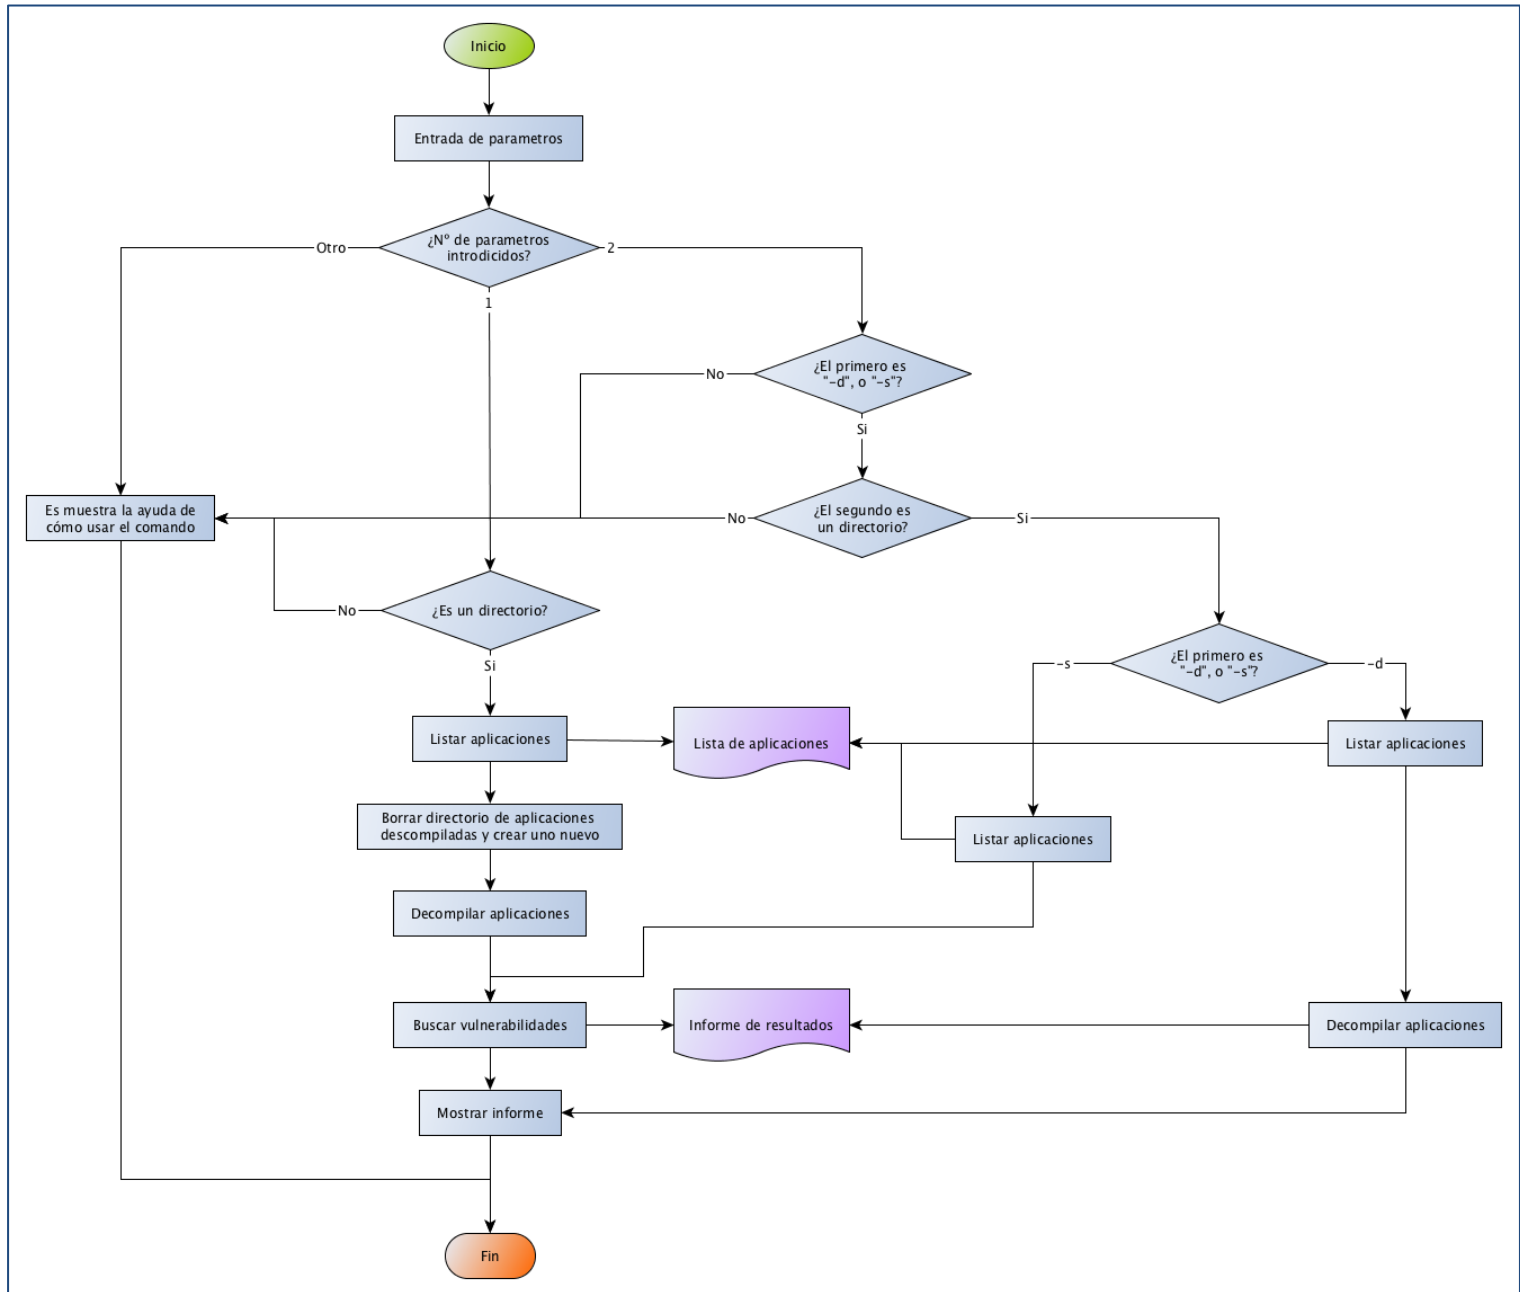 Inicio
Entrada de parametros
¿Nº de parametros
introdicidos?
Otro
2
1
¿El primero es
"-d", o "-s"?
No
Si
Es muestra la ayuda de
cómo usar el comando
¿El segundo es
un directorio?
No
Si
¿Es un directorio?
No
Si
¿El primero es
"-d", o "-s"?
-s
-d
Listar aplicaciones
Lista de aplicaciones
Listar aplicaciones
Borrar directorio de aplicaciones
descompiladas y crear uno nuevo
Listar aplicaciones
Decompilar aplicaciones
Buscar vulnerabilidades
Informe de resultados
Decompilar aplicaciones
Mostrar informe
Fin